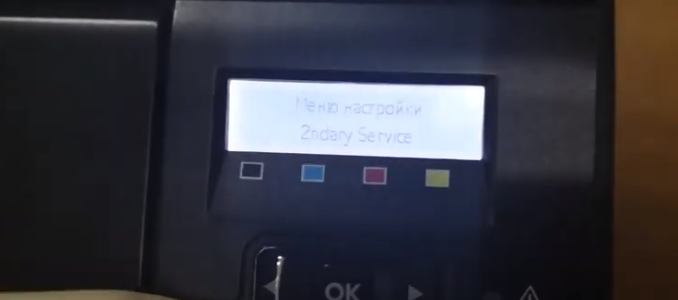 Меню настройки
2ndary Service
OK